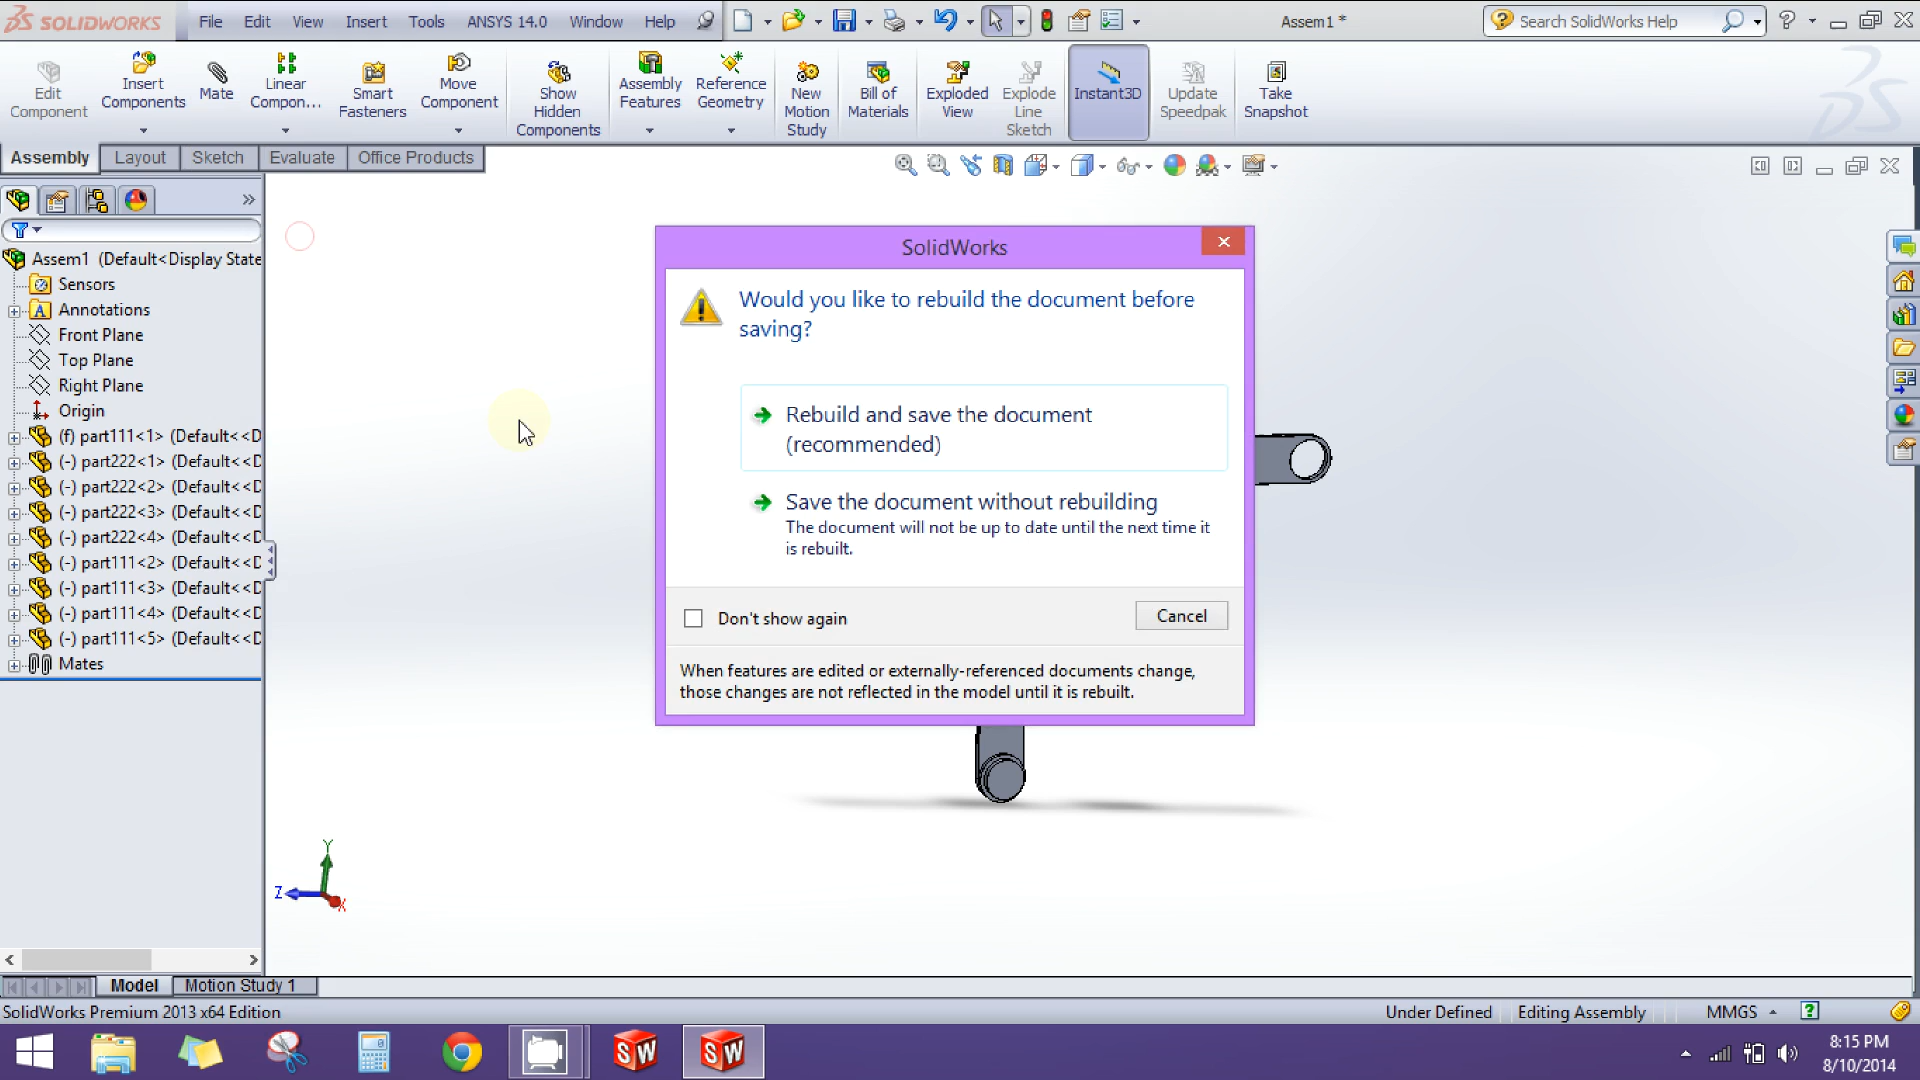 SOLIDWORKS File Edit View Insert Tools ANSYS 14.0 Window Help Assem1 * Search SolidWorks Help
Edit Component
Insert Components
Mate
Linear Compon...
Smart Fasteners
Move Component
Show Hidden Components
Assembly Features
Reference Geometry
New Motion Study
Bill of Materials
Exploded View
Explode Line Sketch
Instant3D
Update Speedpak
Take Snapshot
Assembly Layout Sketch Evaluate Office Products
Assem1 (Default<Display State
Sensors
Annotations
Front Plane
Top Plane
Right Plane
Origin
(f) part111<1> (Default<<D
(-) part222<1> (Default<<D
(-) part222<2> (Default<<D
(-) part222<3> (Default<<D
(-) part222<4> (Default<<D
(-) part111<2> (Default<<D
(-) part111<3> (Default<<D
(-) part111<4> (Default<<D
(-) part111<5> (Default<<D
Mates
SolidWorks
Would you like to rebuild the document before
saving?
Rebuild and save the document
(recommended)
Save the document without rebuilding
The document will not be up to date until the next time it
is rebuilt.
Don't show again
Cancel
When features are edited or externally-referenced documents change,
those changes are not reflected in the model until it is rebuilt.
Y
Z
X
Model Motion Study 1
SolidWorks Premium 2013 x64 Edition Under Defined Editing Assembly MMGS
SW SW
8:15 PM
8/10/2014